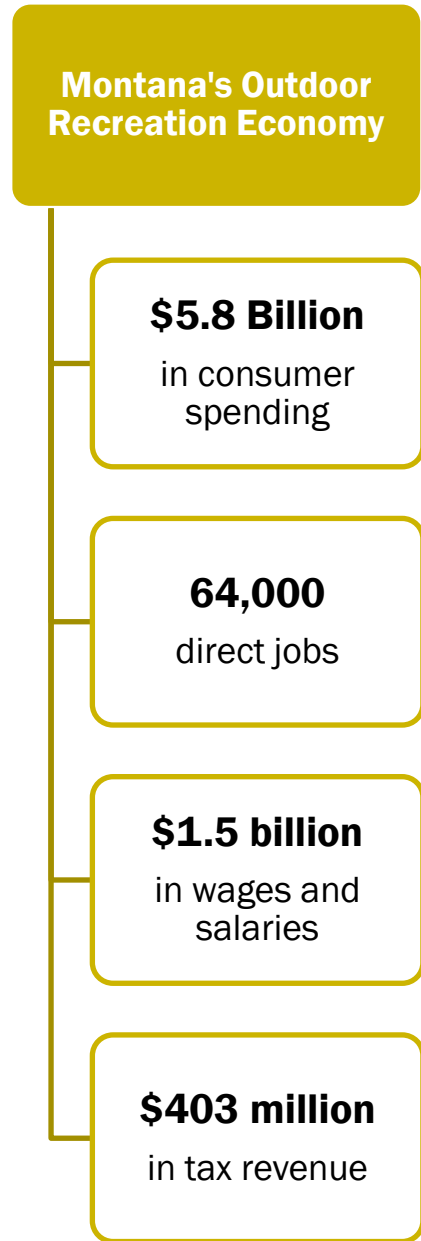 Montana's Outdoor
Recreation Economy
$5.8 Billion
in consumer
spending
64,000
direct jobs
$1.5 billion
in wages and
salaries
$403 million
in tax revenue